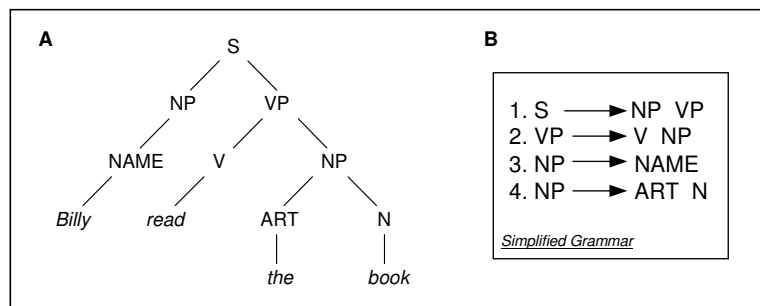 A
S
NP VP
NAME V NP
Billy read ART N
the book
B
1. S → NP VP
2. VP → V NP
3. NP → NAME
4. NP → ART N
Simplified Grammar